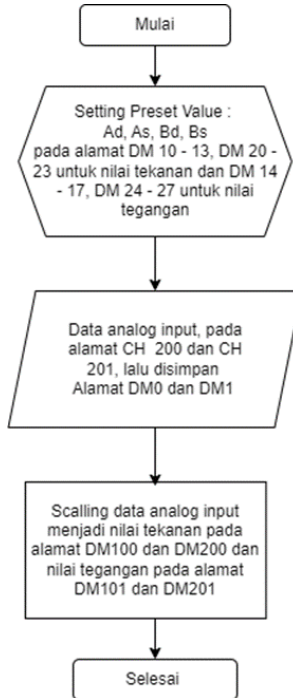 Mulai
Setting Preset Value :
Ad, As, Bd, Bs
pada alamat DM 10 - 13, DM 20 -
23 untuk nilai tekanan dan DM 14
- 17, DM 24 - 27 untuk nilai
tegangan
Data analog input, pada
alamat CH 200 dan CH
201, lalu disimpan
Alamat DM0 dan DM1
Scalling data analog input
menjadi nilai tekanan pada
alamat DM100 dan DM200 dan
nilai tegangan pada alamat
DM101 dan DM201
Selesai